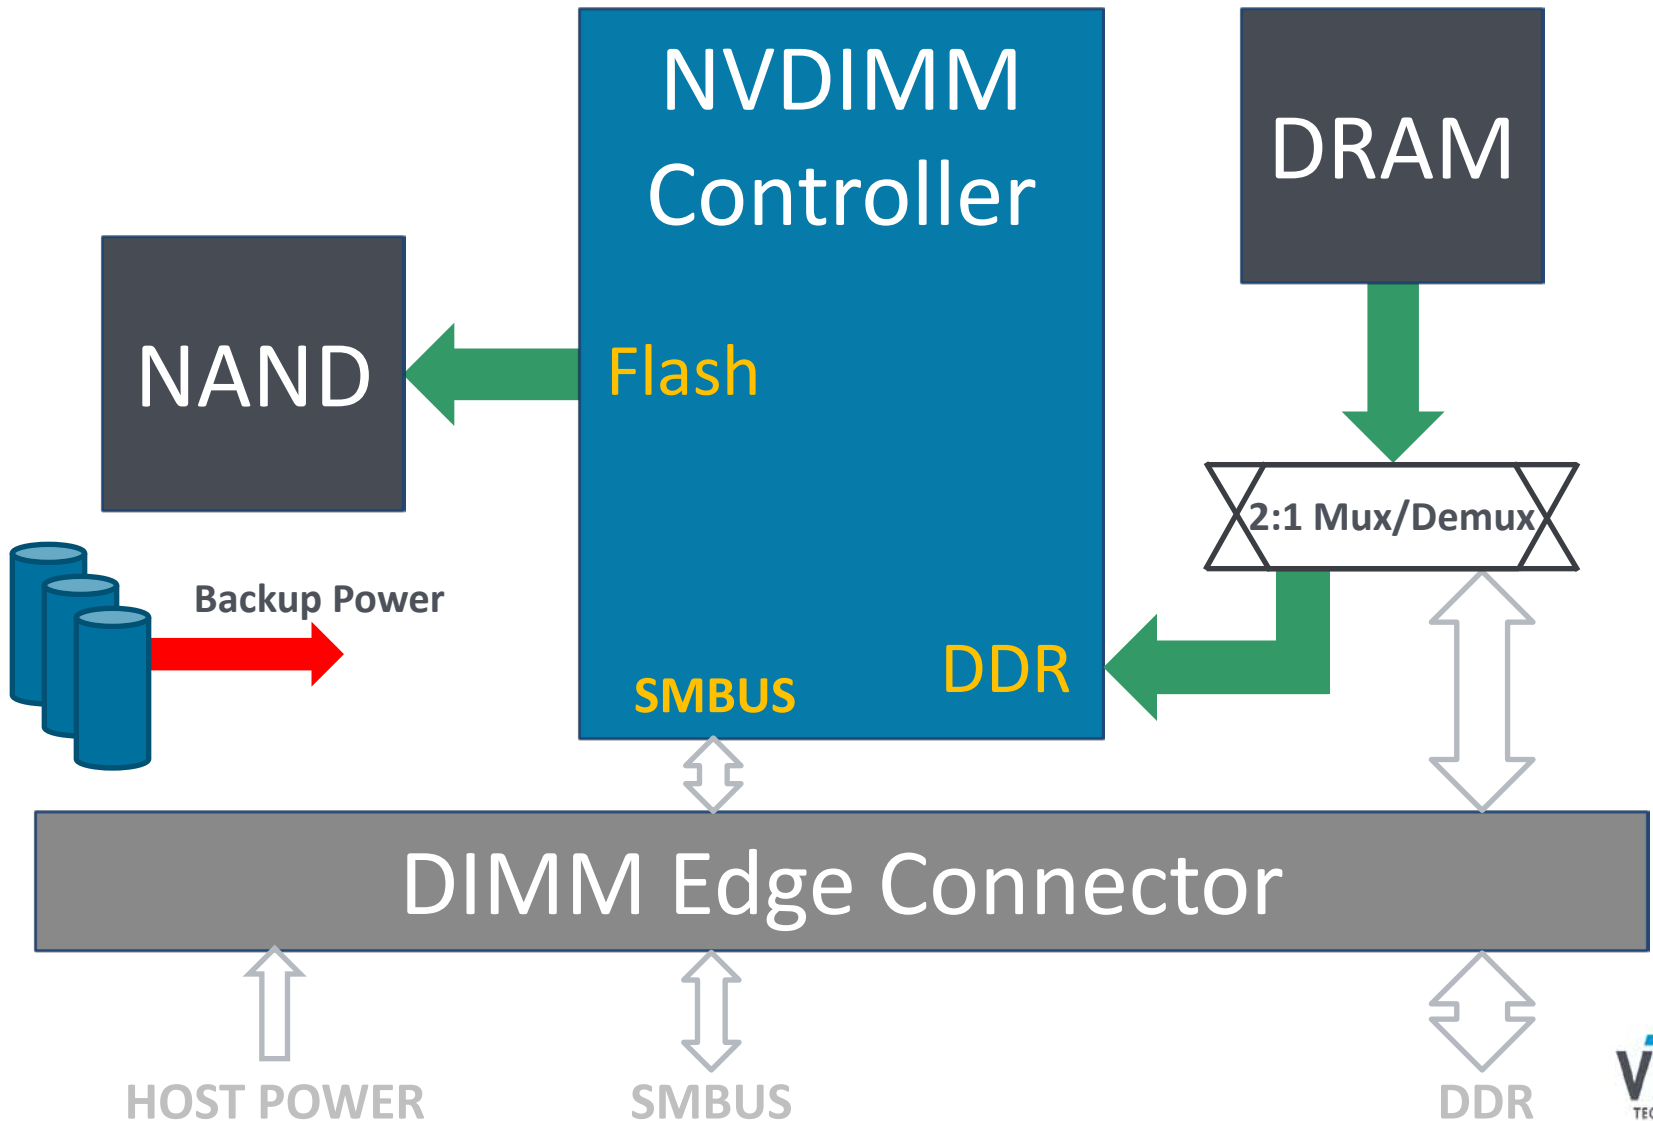 NVDIMM
Controller
DRAM
NAND
Flash
2:1 Mux/Demux
Backup Power
DDR
SMBUS
DIMM Edge Connector
HOST POWER
SMBUS
DDR